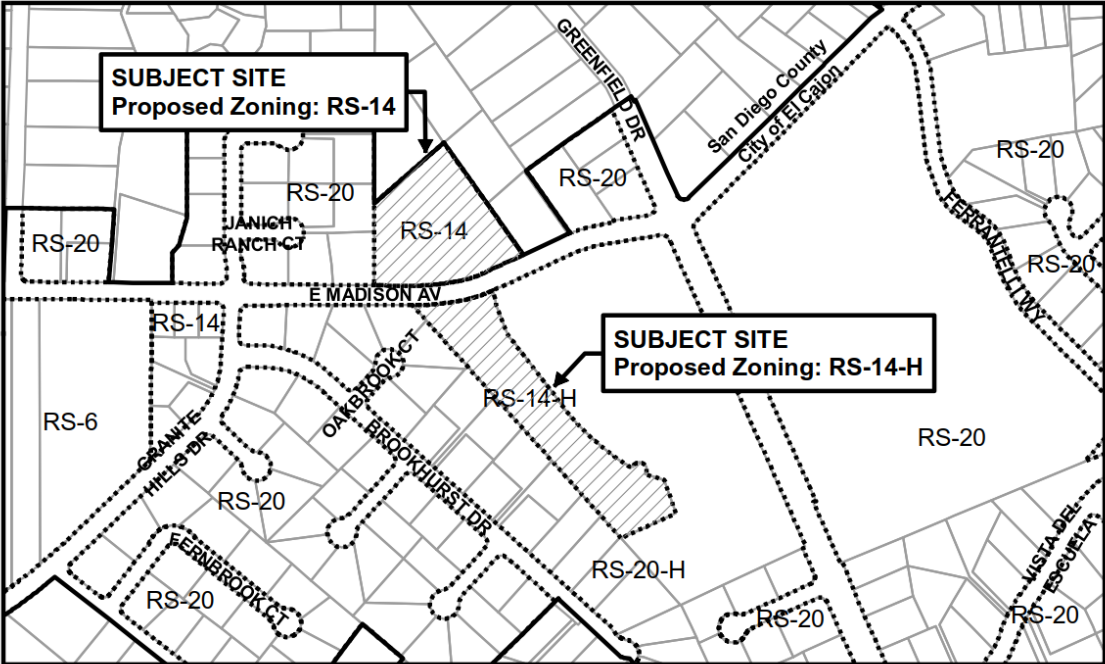 GREENFIELD DR
San Diego County
City of El Cajon
SUBJECT SITE
Proposed Zoning: RS-14
RS-20
RS-20
RS-20
FERRANTELLI WY
RS-20
JANICH
RANCH CT
RS-14
RS-20
RS-20
E MADISON AV
RS-14
SUBJECT SITE
Proposed Zoning: RS-14-H
OAKBROOK CT
RS-14-H
RS-6
GRANITE
HILLS DR
BROOKHURST DR
RS-20
RS-20
VISTA DEL
ESCUELA
FERNBROOK CT
RS-20-H
RS-20
RS-20
RS-20